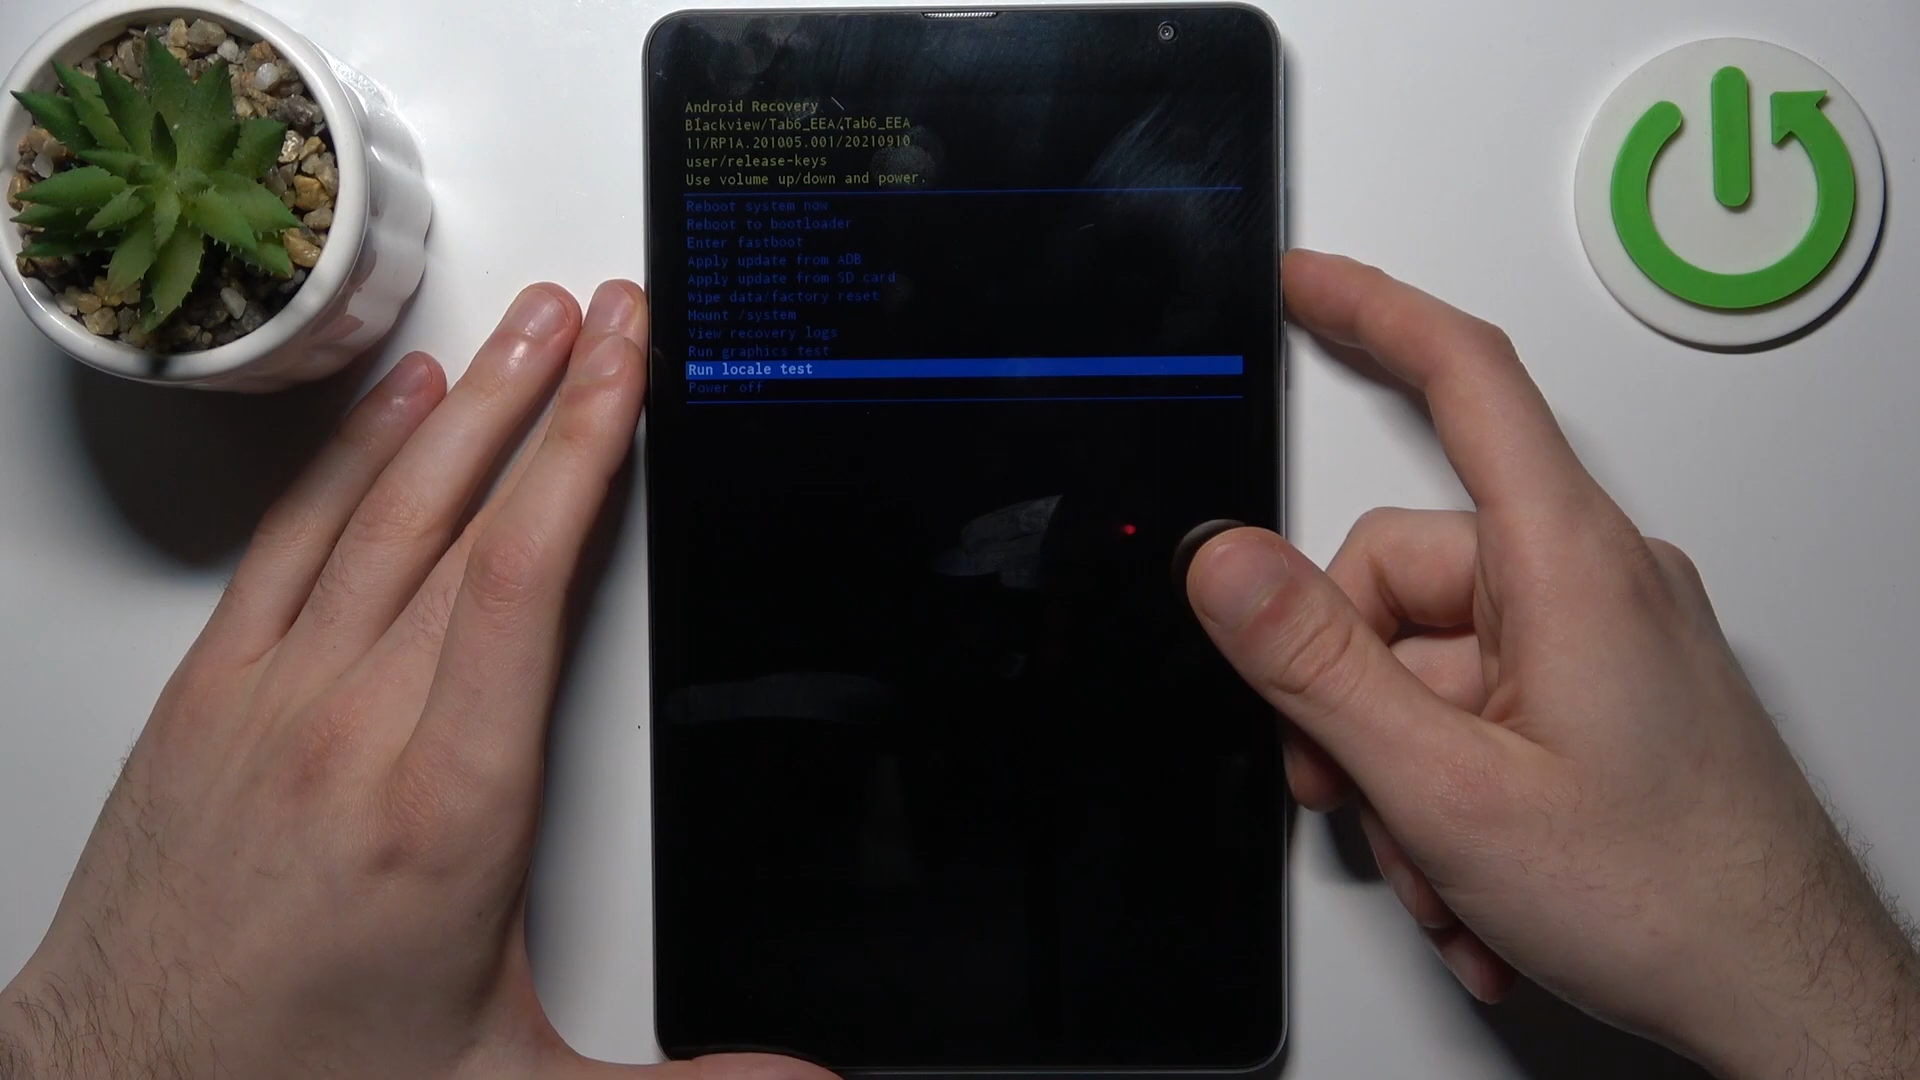 Android Recovery
Blackview/Tab6_EEA/Tab6_EEA
11/RP1A.201005.001/20210910
user/release-keys
Use volume up/down and power.
Reboot system now
Reboot to bootloader
Enter fastboot
Apply update from ADB
Apply update from SD card
Wipe data/factory reset
Mount /system
View recovery logs
Run graphics test
Run locale test
Power off